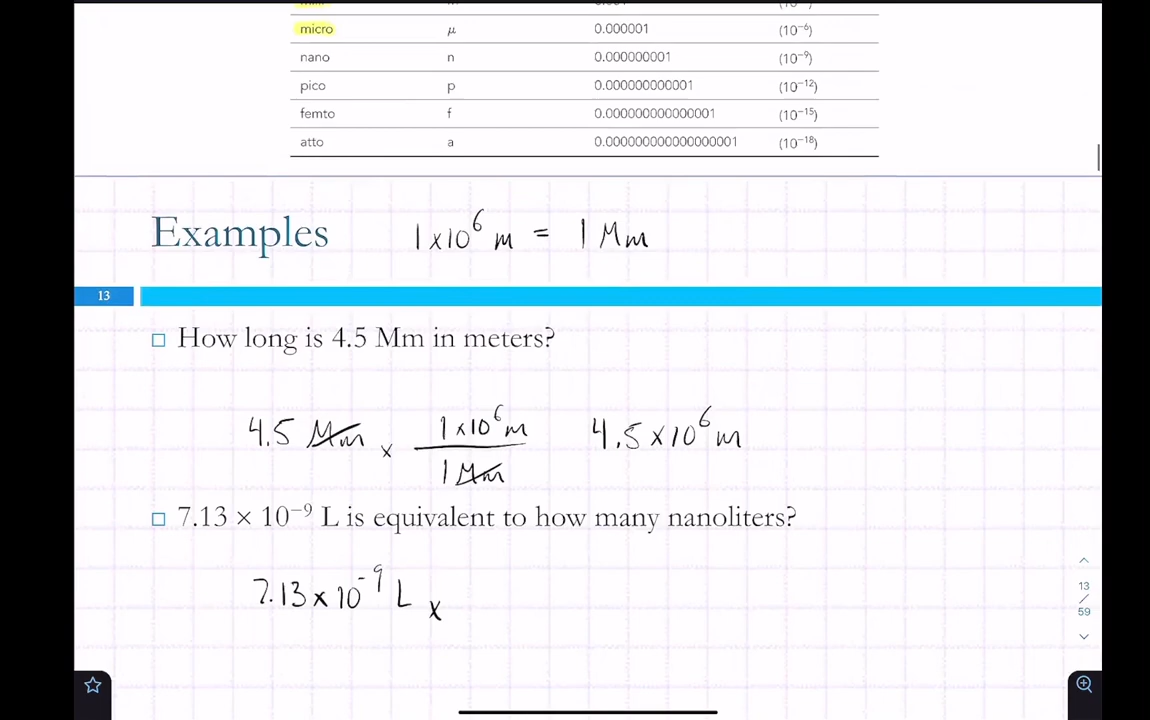 micro μ 0.000001 (10⁻⁶)
nano n 0.000000001 (10⁻⁹)
pico p 0.000000000001 (10⁻¹²)
femto f 0.000000000000001 (10⁻¹⁵)
atto a 0.000000000000000001 (10⁻¹⁸)
Examples 1 x 10⁶ m = 1 Mm
13
How long is 4.5 Mm in meters?
4.5 Mm x 1 x 10⁶ m / 1 Mm 4.5 x 10⁶ m
7.13 × 10⁻⁹ L is equivalent to how many nanoliters?
7.13 x 10⁻⁹ L x
13
/
59